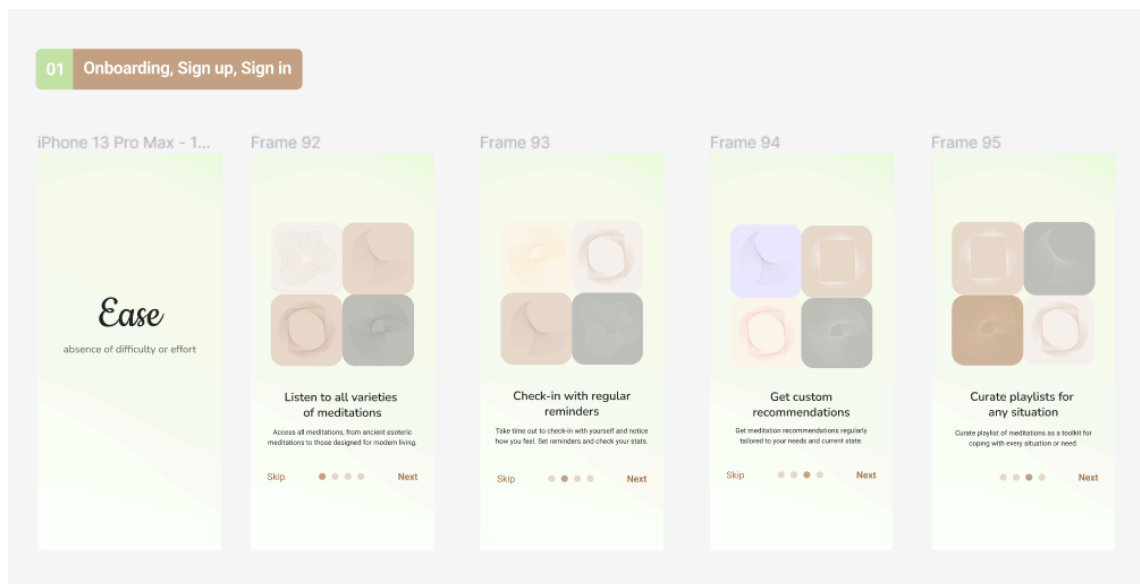 01 Onboarding, Sign up, Sign in
iPhone 13 Pro Max - 1...
Ease
absence of difficulty or effort
Frame 92
Listen to all varieties
of meditations
Access all meditations, from ancient esoteric
meditations to those designed for modern living.
Skip
Next
Frame 93
Check-in with regular
reminders
Take time out to check-in with yourself and notice
how you feel. Set reminders and check your stats.
Skip
Next
Frame 94
Get custom
recommendations
Get meditation recommendations regularly
tailored to your needs and current state.
Skip
Next
Frame 95
Curate playlists for
any situation
Curate playlist of meditations as a toolkit for
coping with every situation or need.
Next